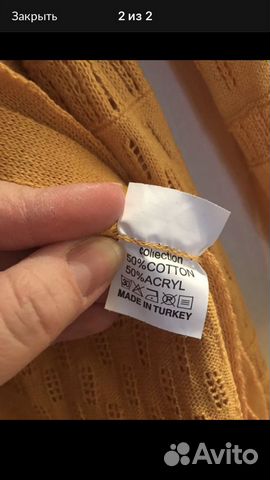 Закрыть 2 из 2
collection
50%COTTON
50%ACRYL
MADE IN TURKEY
Avito